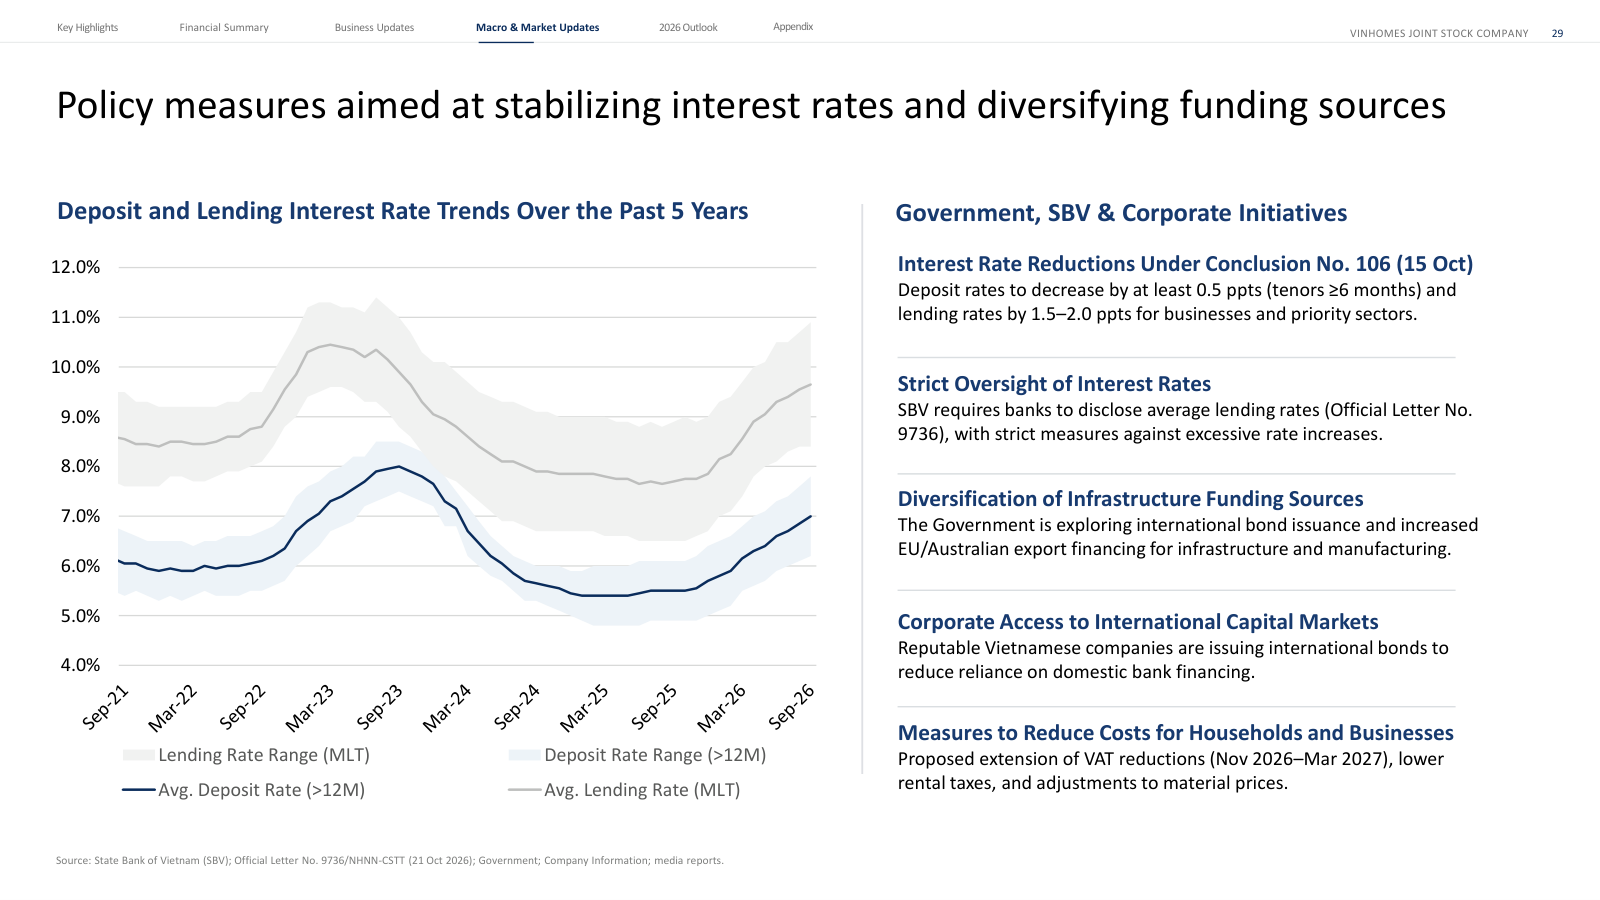 Key Highlights
Financial Summary
Business Updates
Macro & Market Updates
2026 Outlook
Appendix
VINHOMES JOINT STOCK COMPANY
29
Policy measures aimed at stabilizing interest rates and diversifying funding sources
Deposit and Lending Interest Rate Trends Over the Past 5 Years
12.0%
11.0%
10.0%
9.0%
8.0%
7.0%
6.0%
5.0%
4.0%
Sep-21
Mar-22
Sep-22
Mar-23
Sep-23
Mar-24
Sep-24
Mar-25
Sep-25
Mar-26
Sep-26
Lending Rate Range (MLT)
Deposit Rate Range (>12M)
Avg. Deposit Rate (>12M)
Avg. Lending Rate (MLT)
Government, SBV & Corporate Initiatives
Interest Rate Reductions Under Conclusion No. 106 (15 Oct)
Deposit rates to decrease by at least 0.5 ppts (tenors ≥6 months) and
lending rates by 1.5–2.0 ppts for businesses and priority sectors.
Strict Oversight of Interest Rates
SBV requires banks to disclose average lending rates (Official Letter No.
9736), with strict measures against excessive rate increases.
Diversification of Infrastructure Funding Sources
The Government is exploring international bond issuance and increased
EU/Australian export financing for infrastructure and manufacturing.
Corporate Access to International Capital Markets
Reputable Vietnamese companies are issuing international bonds to
reduce reliance on domestic bank financing.
Measures to Reduce Costs for Households and Businesses
Proposed extension of VAT reductions (Nov 2026–Mar 2027), lower
rental taxes, and adjustments to material prices.
Source: State Bank of Vietnam (SBV); Official Letter No. 9736/NHNN-CSTT (21 Oct 2026); Government; Company Information; media reports.